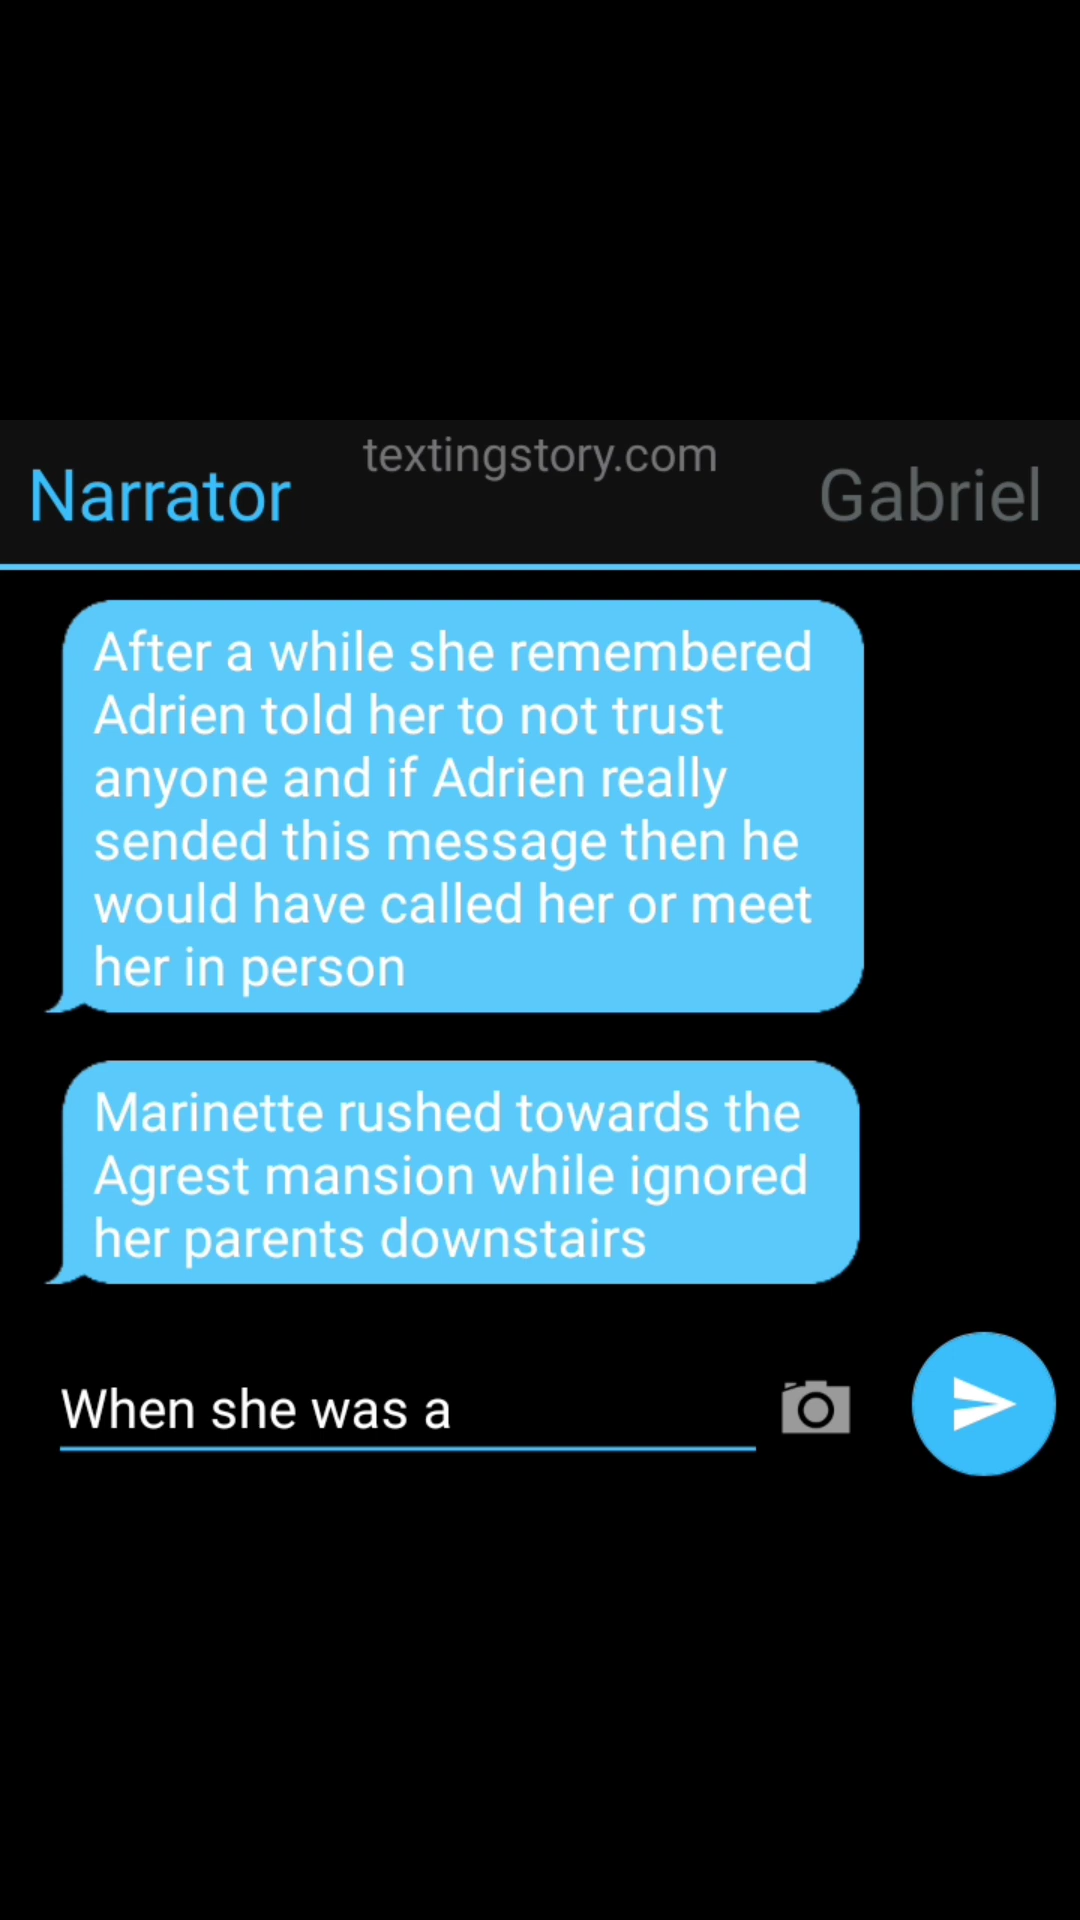 textingstory.com
Narrator
Gabriel
After a while she remembered
Adrien told her to not trust
anyone and if Adrien really
sended this message then he
would have called her or meet
her in person
Marinette rushed towards the
Agrest mansion while ignored
her parents downstairs
When she was a